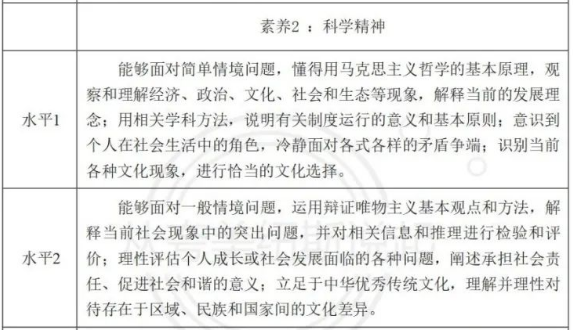 素养2：科学精神
水平1
能够面对简单情境问题，懂得用马克思主义哲学的基本原理，观
察和理解经济、政治、文化、社会和生态等现象，解释当前的发展理
念；用相关学科方法，说明有关制度运行的意义和基本原则；意识到
个人在社会生活中的角色，冷静面对各式各样的矛盾争端；识别当前
各种文化现象，进行恰当的文化选择。
水平2
能够面对一般情境问题，运用辩证唯物主义基本观点和方法，解
释当前社会现象中的突出问题，并对相关信息和推理进行检验和评
价；理性评估个人成长或社会发展面临的各种问题，阐述承担社会责
任、促进社会和谐的意义；立足于中华优秀传统文化，理解并理性对
待存在于区域、民族和国家间的文化差异。